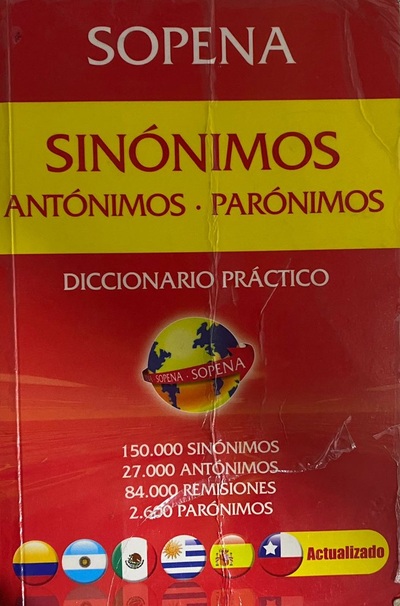 SOPENA
SINÓNIMOS
ANTÓNIMOS · PARÓNIMOS
DICCIONARIO PRÁCTICO
SOPENA · SOPENA
150.000 SINÓNIMOS
27.000 ANTÓNIMOS
84.000 REMISIONES
2.600 PARÓNIMOS
Actualizado